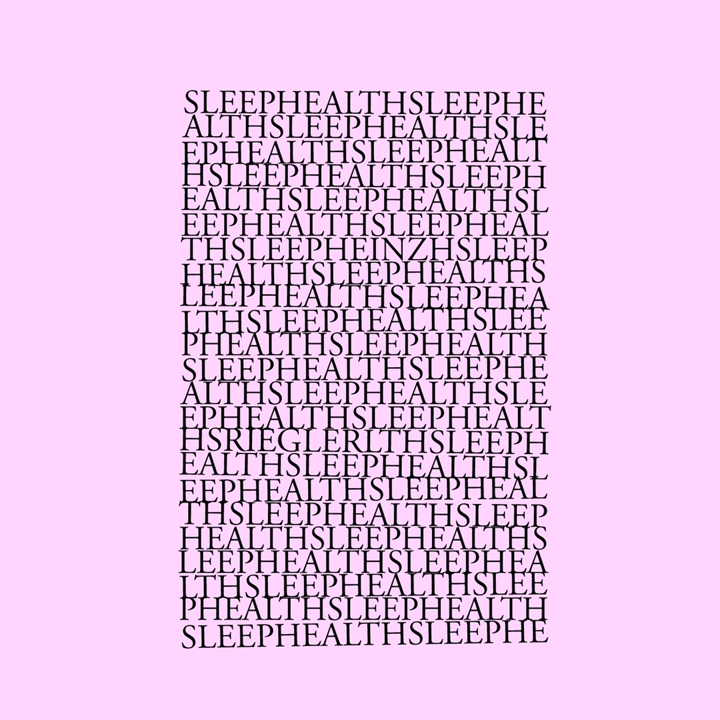 SLEEPHEALTHSLEEPHE
ALTHSLEEPHEALTHSLE
EPHEALTHSLEEPHEALT
HSLEEPHEALTHSLEEPH
EALTHSLEEPHEALTHSL
EEPHEALTHSLEEPHEAL
THSLEEPHEINZHSLEEP
HEALTHSLEEPHEALTHS
LEEPHEALTHSLEEPHEA
LTHSLEEPHEALTHSLEE
PHEALTHSLEEPHEALTH
SLEEPHEALTHSLEEPHE
ALTHSLEEPHEALTHSLE
EPHEALTHSLEEPHEALT
HSRIEGLERLTHSLEEPH
EALTHSLEEPHEALTHSL
EEPHEALTHSLEEPHEAL
THSLEEPHEALTHSLEEP
HEALTHSLEEPHEALTHS
LEEPHEALTHSLEEPHEA
LTHSLEEPHEALTHSLEE
PHEALTHSLEEPHEALTH
SLEEPHEALTHSLEEPHE